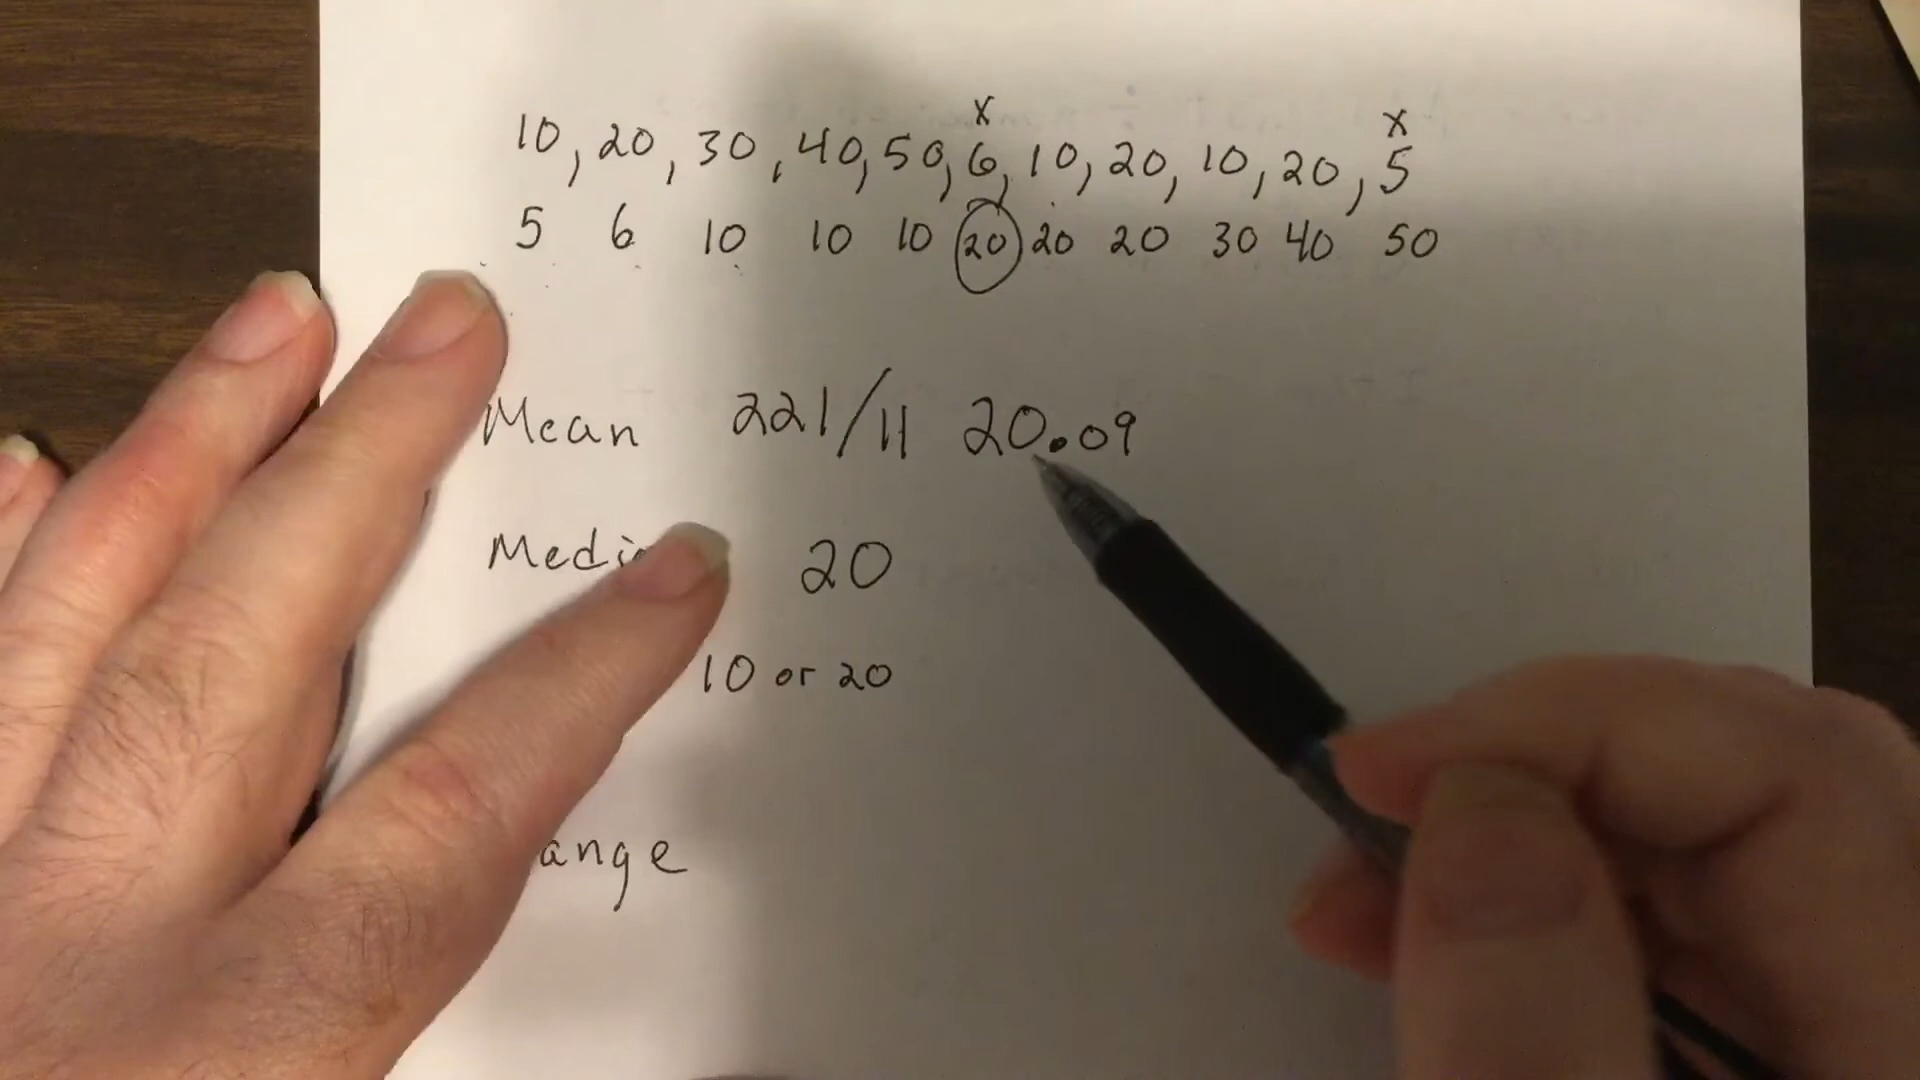 x x
10, 20, 30, 40, 50, 6, 10, 20, 10, 20, 5
5 6 10 10 10 20 20 20 30 40 50
Mean 221/11 20.09
Medi 20
10 or 20
ange